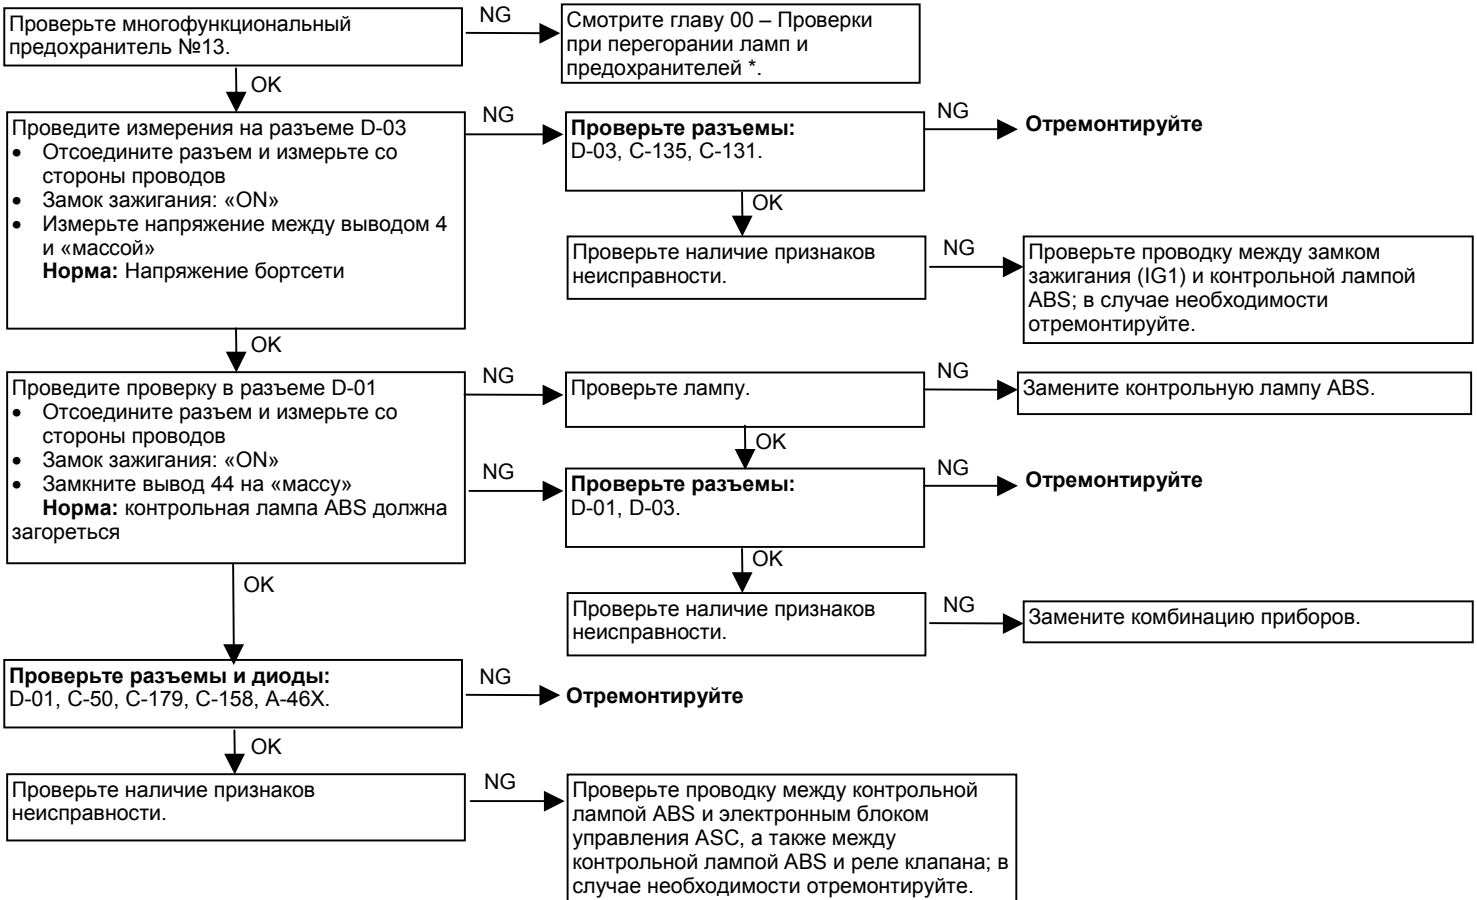 Проверьте многофункциональный
предохранитель №13.
NG
Смотрите главу 00 – Проверки
при перегорании ламп и
предохранителей *.
OK
Проведите измерения на разъеме D-03
• Отсоедините разъем и измерьте со
стороны проводов
• Замок зажигания: «ON»
• Измерьте напряжение между выводом 4
и «массой»
Норма: Напряжение бортсети
NG
Проверьте разъемы:
D-03, C-135, C-131.
NG
Отремонтируйте
OK
Проверьте наличие признаков
неисправности.
NG
Проверьте проводку между замком
зажигания (IG1) и контрольной лампой
ABS; в случае необходимости
отремонтируйте.
OK
Проведите проверку в разъеме D-01
• Отсоедините разъем и измерьте со
стороны проводов
• Замок зажигания: «ON»
• Замкните вывод 44 на «массу»
Норма: контрольная лампа ABS должна
загореться
NG
Проверьте лампу.
NG
Замените контрольную лампу ABS.
OK
NG
Проверьте разъемы:
D-01, D-03.
NG
Отремонтируйте
OK
Проверьте наличие признаков
неисправности.
NG
Замените комбинацию приборов.
OK
Проверьте разъемы и диоды:
D-01, C-50, C-179, C-158, A-46X.
NG
Отремонтируйте
OK
Проверьте наличие признаков
неисправности.
NG
Проверьте проводку между контрольной
лампой ABS и электронным блоком
управления ASC, а также между
контрольной лампой ABS и реле клапана; в
случае необходимости отремонтируйте.